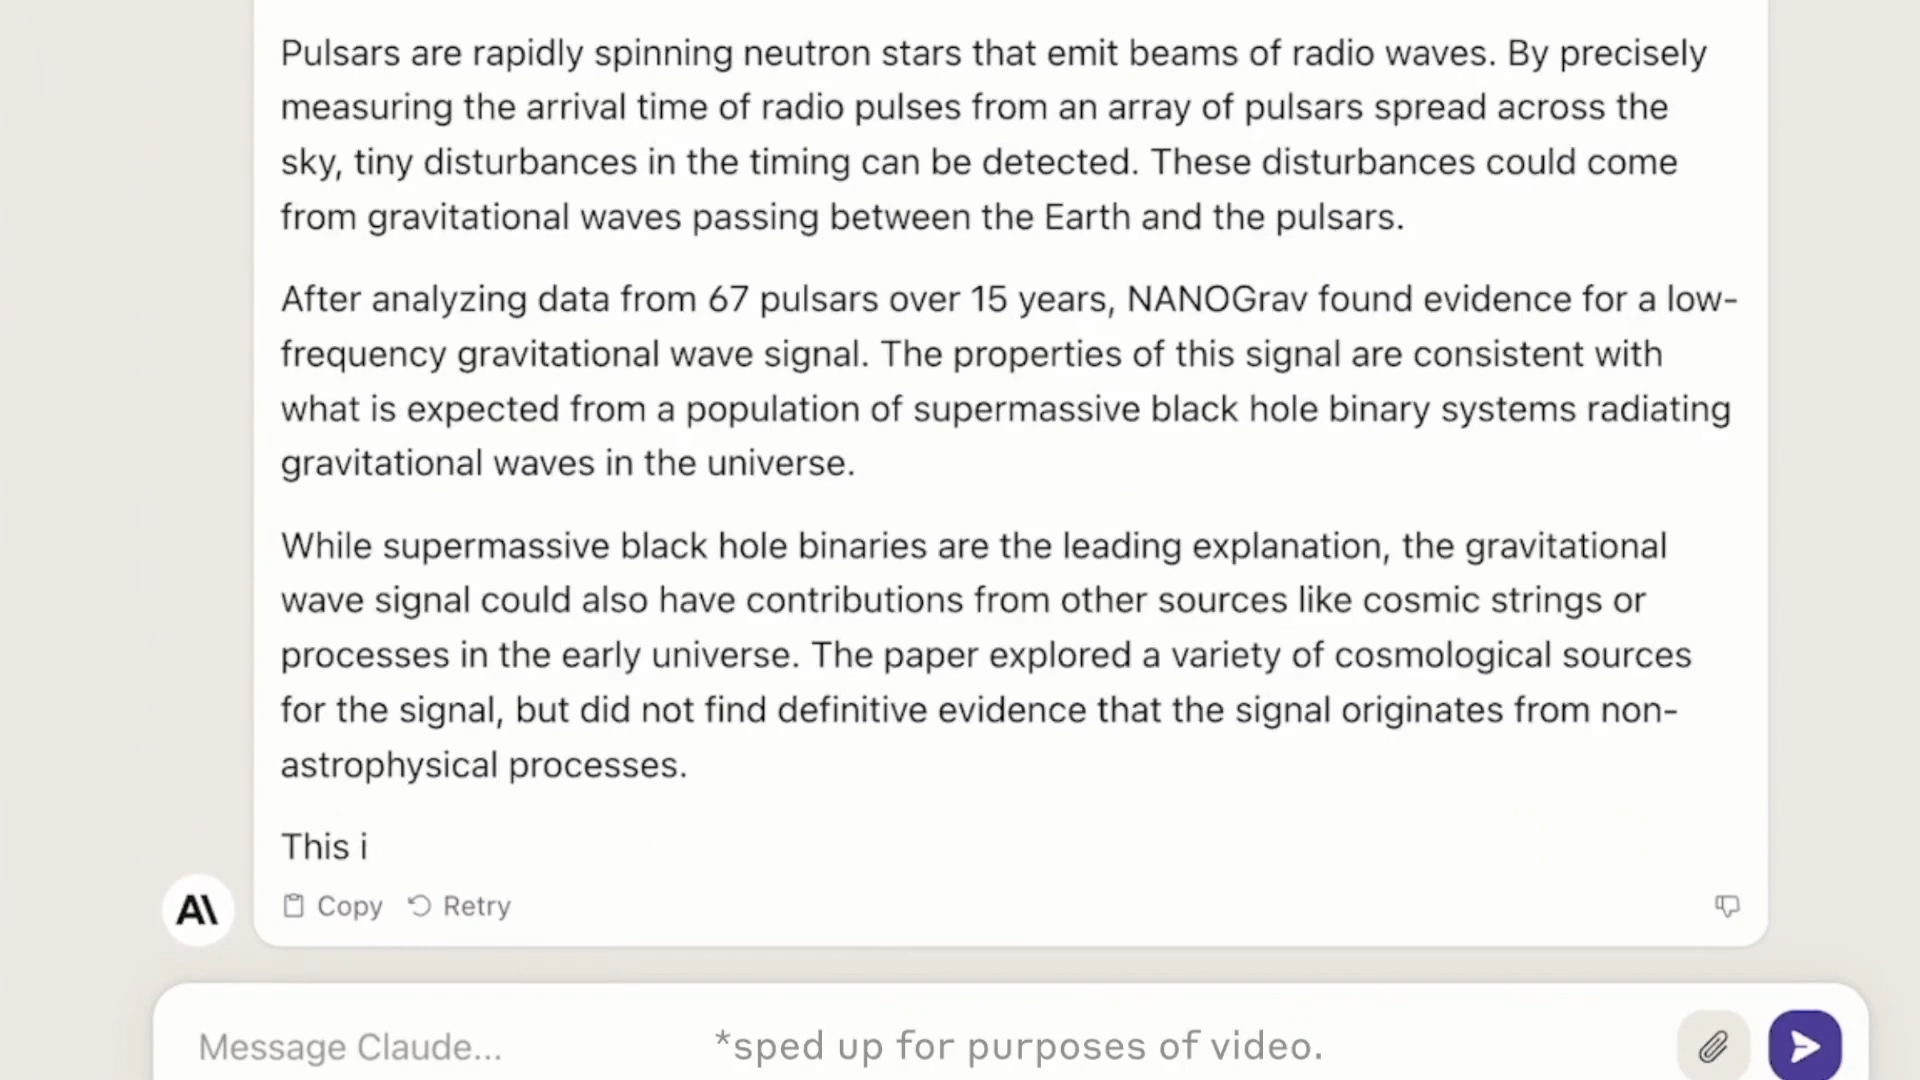 Pulsars are rapidly spinning neutron stars that emit beams of radio waves. By precisely
measuring the arrival time of radio pulses from an array of pulsars spread across the
sky, tiny disturbances in the timing can be detected. These disturbances could come
from gravitational waves passing between the Earth and the pulsars.
After analyzing data from 67 pulsars over 15 years, NANOGrav found evidence for a low-
frequency gravitational wave signal. The properties of this signal are consistent with
what is expected from a population of supermassive black hole binary systems radiating
gravitational waves in the universe.
While supermassive black hole binaries are the leading explanation, the gravitational
wave signal could also have contributions from other sources like cosmic strings or
processes in the early universe. The paper explored a variety of cosmological sources
for the signal, but did not find definitive evidence that the signal originates from non-
astrophysical processes.
This i
A\
Copy Retry
Message Claude... *sped up for purposes of video.